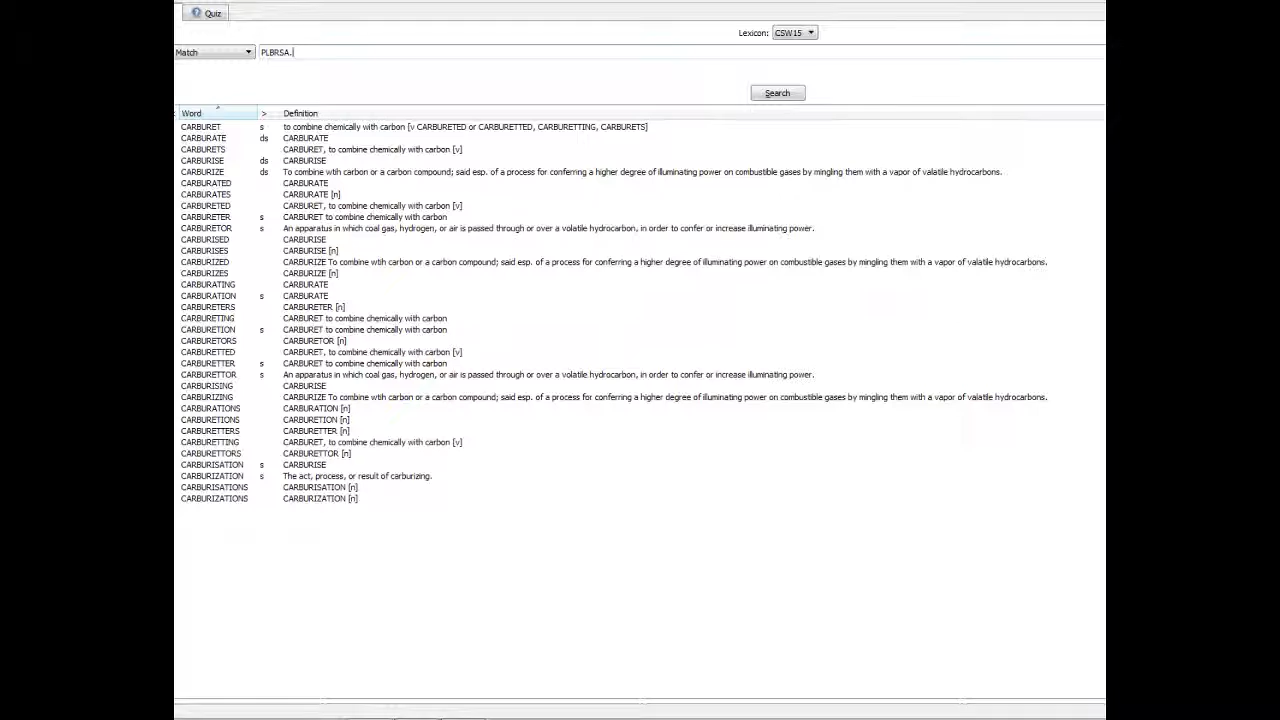 Quiz
Lexicon: CSW15
Match PLBRSA.
Search
Word > Definition
CARBURET s to combine chemically with carbon [v CARBURETED or CARBURETTED, CARBURETTING, CARBURETS]
CARBURATE ds CARBURATE
CARBURETS CARBURET, to combine chemically with carbon [v]
CARBURISE ds CARBURISE
CARBURIZE ds To combine wtih carbon or a carbon compound; said esp. of a process for conferring a higher degree of illuminating power on combustible gases by mingling them with a vapor of valatile hydrocarbons.
CARBURATED CARBURATE
CARBURATES CARBURATE [n]
CARBURETED CARBURET, to combine chemically with carbon [v]
CARBURETER s CARBURET to combine chemically with carbon
CARBURETOR s An apparatus in which coal gas, hydrogen, or air is passed through or over a volatile hydrocarbon, in order to confer or increase illuminating power.
CARBURISED CARBURISE
CARBURISES CARBURISE [n]
CARBURIZED CARBURIZE To combine wtih carbon or a carbon compound; said esp. of a process for conferring a higher degree of illuminating power on combustible gases by mingling them with a vapor of valatile hydrocarbons.
CARBURIZES CARBURIZE [n]
CARBURATING CARBURATE
CARBURATION s CARBURATE
CARBURETERS CARBURETER [n]
CARBURETING CARBURET to combine chemically with carbon
CARBURETION s CARBURET to combine chemically with carbon
CARBURETORS CARBURETOR [n]
CARBURETTED CARBURET, to combine chemically with carbon [v]
CARBURETTER s CARBURET to combine chemically with carbon
CARBURETTOR s An apparatus in which coal gas, hydrogen, or air is passed through or over a volatile hydrocarbon, in order to confer or increase illuminating power.
CARBURISING CARBURISE
CARBURIZING CARBURIZE To combine wtih carbon or a carbon compound; said esp. of a process for conferring a higher degree of illuminating power on combustible gases by mingling them with a vapor of valatile hydrocarbons.
CARBURATIONS CARBURATION [n]
CARBURETIONS CARBURETION [n]
CARBURETTERS CARBURETTER [n]
CARBURETTING CARBURET, to combine chemically with carbon [v]
CARBURETTORS CARBURETTOR [n]
CARBURISATION s CARBURISE
CARBURIZATION s The act, process, or result of carburizing.
CARBURISATIONS CARBURISATION [n]
CARBURIZATIONS CARBURIZATION [n]